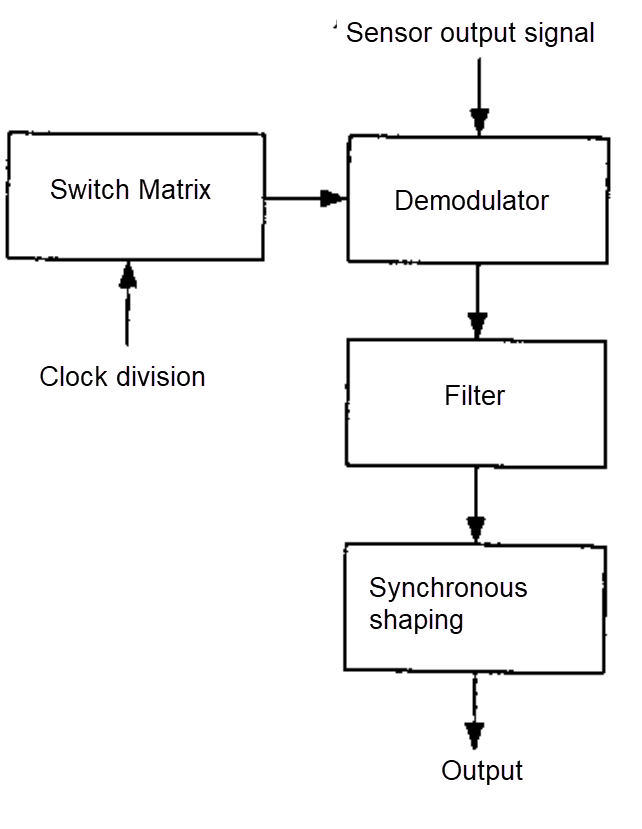 Sensor output signal
Switch Matrix
Demodulator
Clock division
Filter
Synchronous
shaping
Output